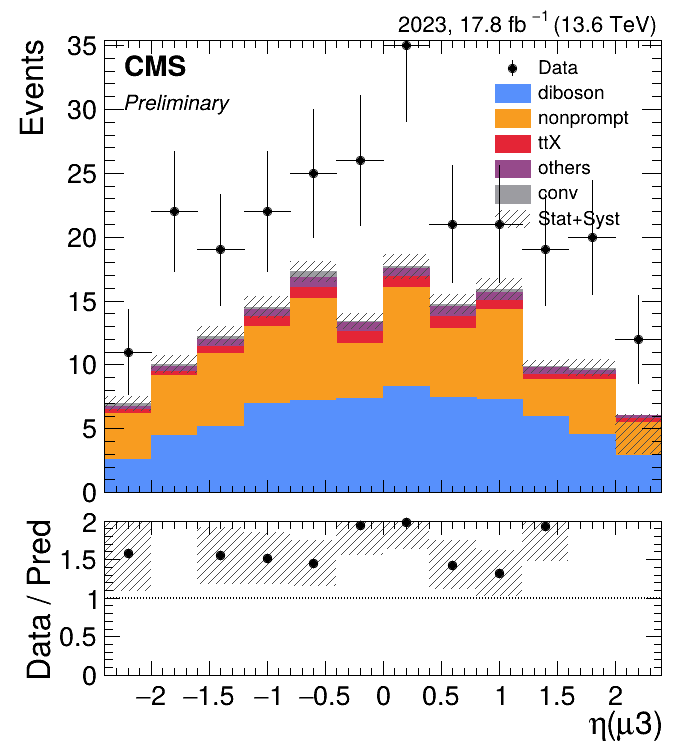 2023, 17.8 fb⁻¹ (13.6 TeV)
CMS
Preliminary
Events
35
30
25
20
15
10
5
0
Data
diboson
nonprompt
ttX
others
conv
Stat+Syst
Data / Pred
2
1.5
1
0.5
0
−2 −1.5 −1 −0.5 0 0.5 1 1.5 2
η(μ3)